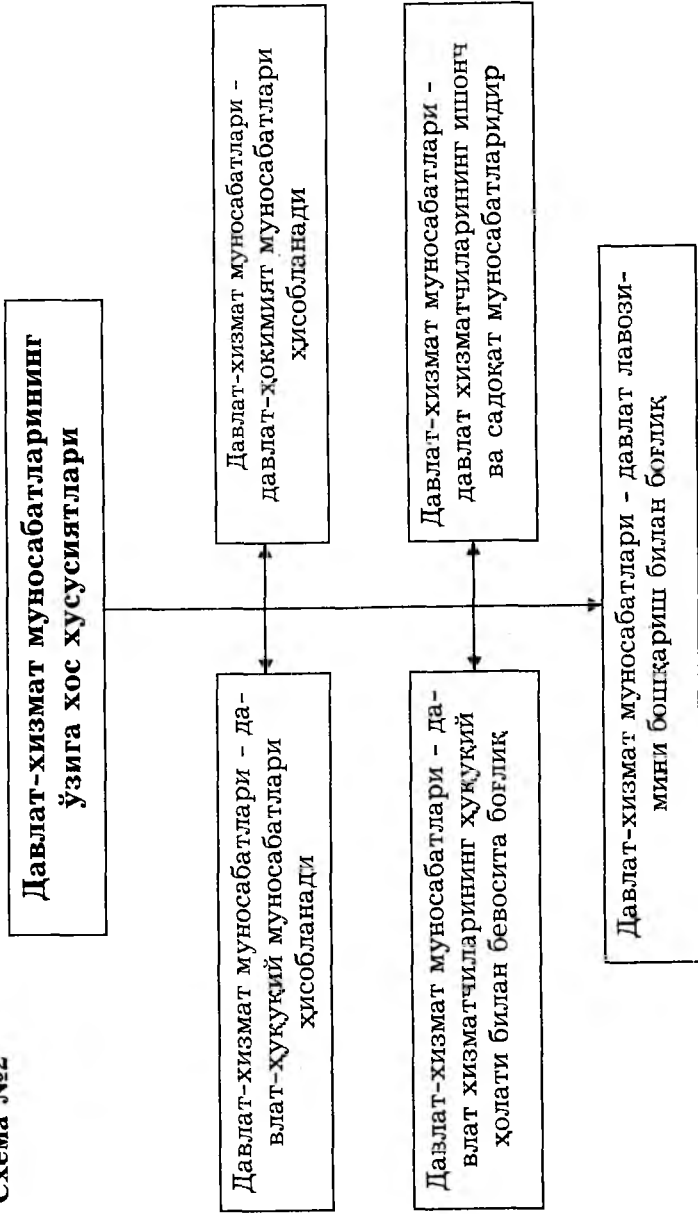 Схема №2
Давлат-хизмат муносабатларининг
ўзига хос хусусиятлари
Давлат-хизмат муносабатлари - да-
влат-ҳуқуқий муносабатлари
ҳисобланади
Давлат-хизмат муносабатлари -
давлат-ҳокимият муносабатлари
ҳисобланади
Давлат-хизмат муносабатлари - да-
влат хизматчиларининг ҳуқуқий
ҳолати билан бевосита боғлиқ
Давлат-хизмат муносабатлари -
давлат хизматчиларининг ишонч
ва садоқат муносабатларидир
Давлат-хизмат муносабатлари - давлат лавози-
мини бошқариш билан боғлиқ